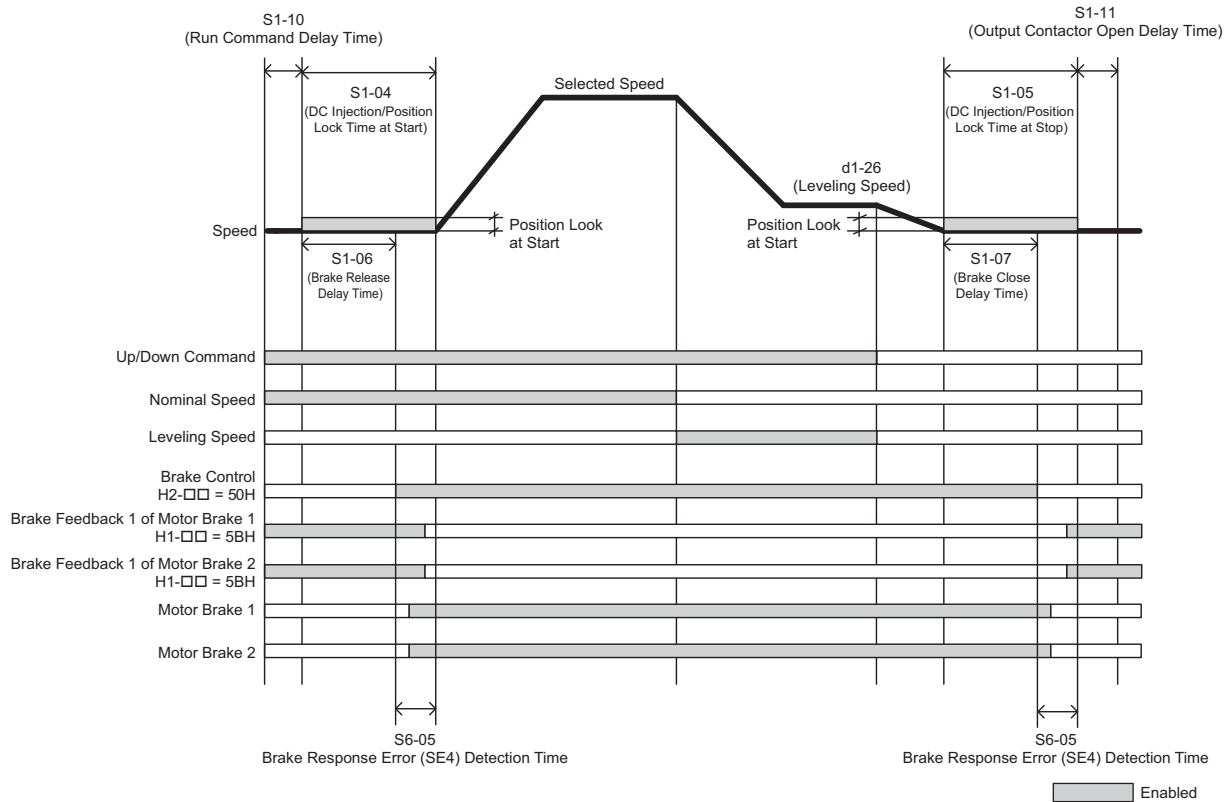 S1-10
(Run Command Delay Time)
S1-11
(Output Contactor Open Delay Time)
S1-04
(DC Injection/Position
Lock Time at Start)
Selected Speed
S1-05
(DC Injection/Position
Lock Time at Stop)
d1-26
(Leveling Speed)
Speed
Position Look
at Start
Position Look
at Start
S1-06
(Brake Release
Delay Time)
S1-07
(Brake Close
Delay Time)
Up/Down Command
Nominal Speed
Leveling Speed
Brake Control
H2-□□ = 50H
Brake Feedback 1 of Motor Brake 1
H1-□□ = 5BH
Brake Feedback 1 of Motor Brake 2
H1-□□ = 5BH
Motor Brake 1
Motor Brake 2
S6-05
Brake Response Error (SE4) Detection Time
S6-05
Brake Response Error (SE4) Detection Time
Enabled